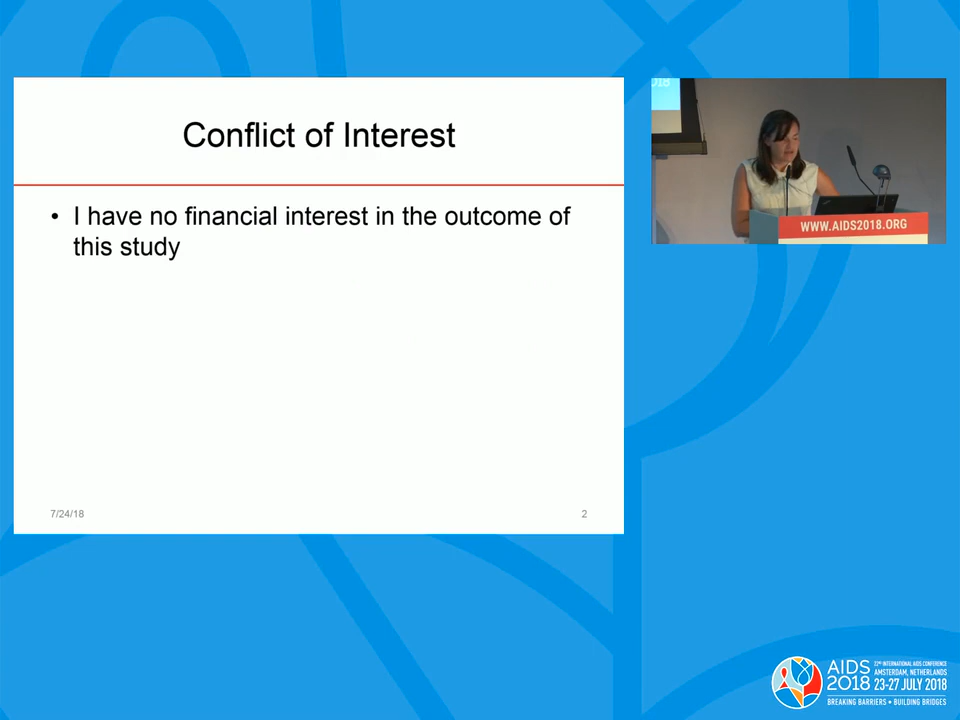 Conflict of Interest
• I have no financial interest in the outcome of
this study
7/24/18
2
018
WWW.AIDS2018.ORG
AIDS
2018
22ND INTERNATIONAL AIDS CONFERENCE
AMSTERDAM, NETHERLANDS
23-27 JULY 2018
BREAKING BARRIERS • BUILDING BRIDGES